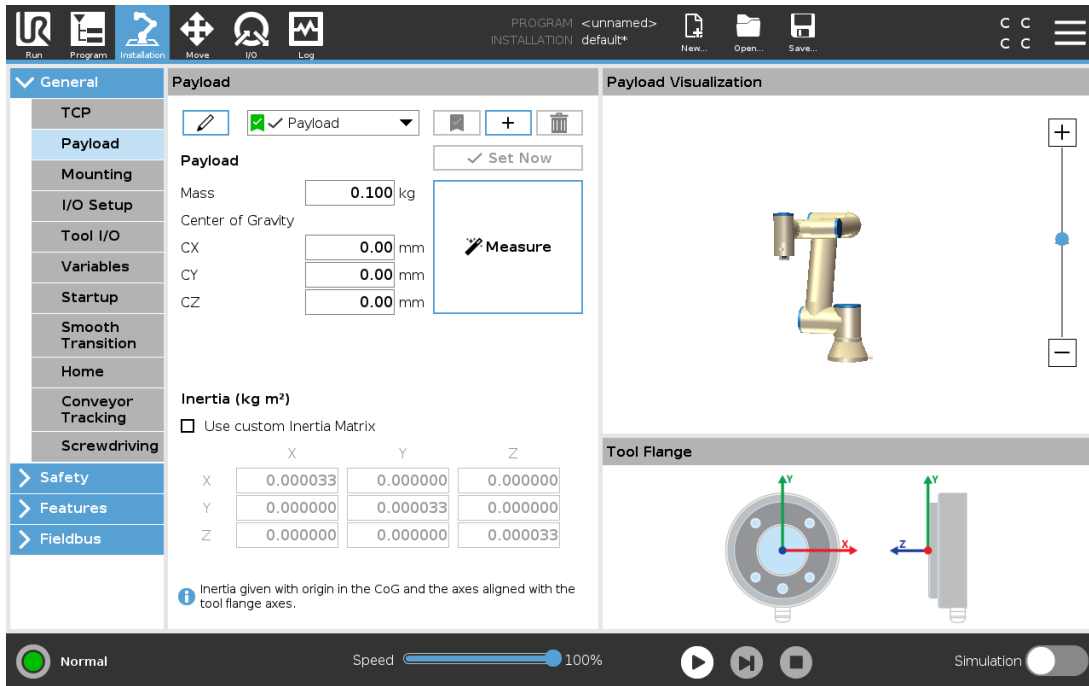 PROGRAM <unnamed>
INSTALLATION default*
Run Program Installation Move I/O Log New... Open... Save...
C C
C C
General
TCP
Payload
Mounting
I/O Setup
Tool I/O
Variables
Startup
Smooth
Transition
Home
Conveyor
Tracking
Screwdriving
Safety
Features
Fieldbus
Payload
Payload
+
Payload
Set Now
Mass 0.100 kg
Center of Gravity
CX 0.00 mm
CY 0.00 mm
CZ 0.00 mm
Measure
Inertia (kg m²)
Use custom Inertia Matrix
X Y Z
X 0.000033 0.000000 0.000000
Y 0.000000 0.000033 0.000000
Z 0.000000 0.000000 0.000033
Inertia given with origin in the CoG and the axes aligned with the
tool flange axes.
Payload Visualization
Tool Flange
Y Y
X Z
Normal
Speed 100%
Simulation